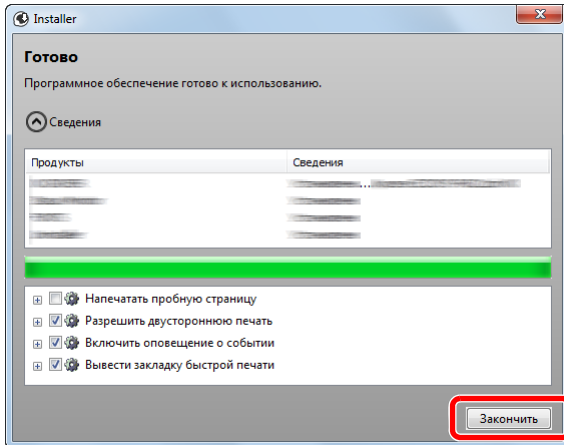 Installer
Готово
Программное обеспечение готово к использованию.
Сведения
Продукты Сведения
Напечатать пробную страницу
Разрешить двустороннюю печать
Включить оповещение о событии
Вывести закладку быстрой печати
Закончить